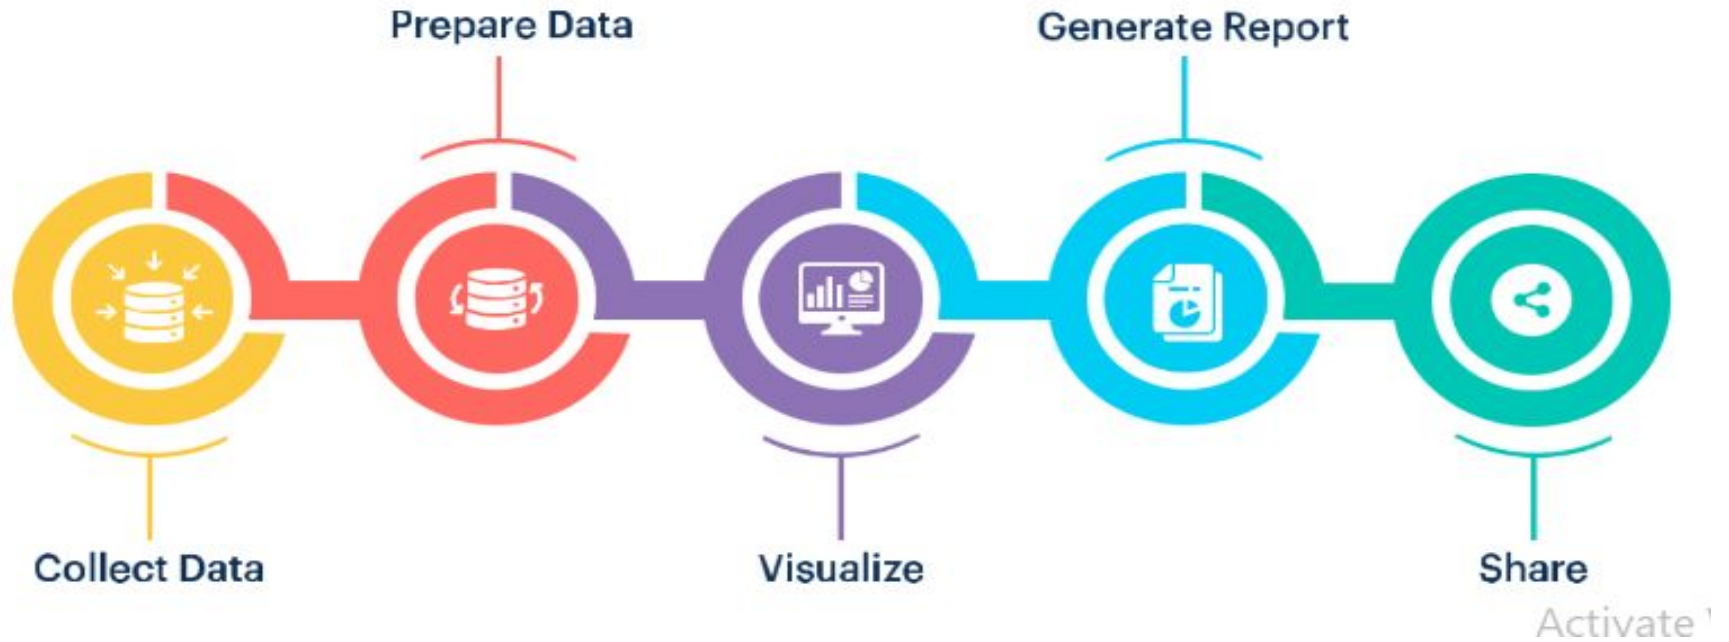 Prepare Data
Generate Report
Collect Data
Visualize
Share
Activate